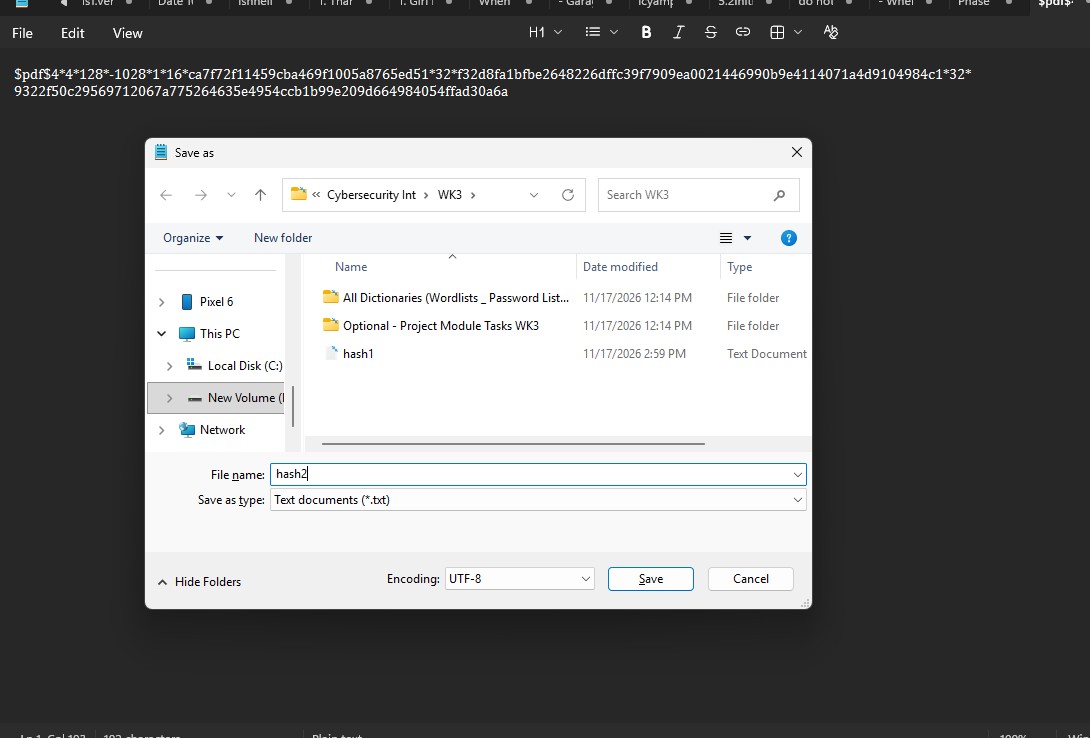 File Edit View H1 B I S
$pdf$4*4*128*-1028*1*16*ca7f72f11459cba469f1005a8765ed51*32*f32d8fa1bfbe2648226dffc39f7909ea0021446990b9e4114071a4d9104984c1*32*
9322f50c29569712067a775264635e4954ccb1b99e209d664984054ffad30a6a
Save as
« Cybersecurity Int › WK3 › Search WK3
Organize New folder
Name Date modified Type
Pixel 6
This PC
Local Disk (C:)
New Volume (
Network
All Dictionaries (Wordlists _ Password List... 11/17/2026 12:14 PM File folder
Optional - Project Module Tasks WK3 11/17/2026 12:14 PM File folder
hash1 11/17/2026 2:59 PM Text Document
File name: hash2
Save as type: Text documents (*.txt)
Hide Folders Encoding: UTF-8 Save Cancel